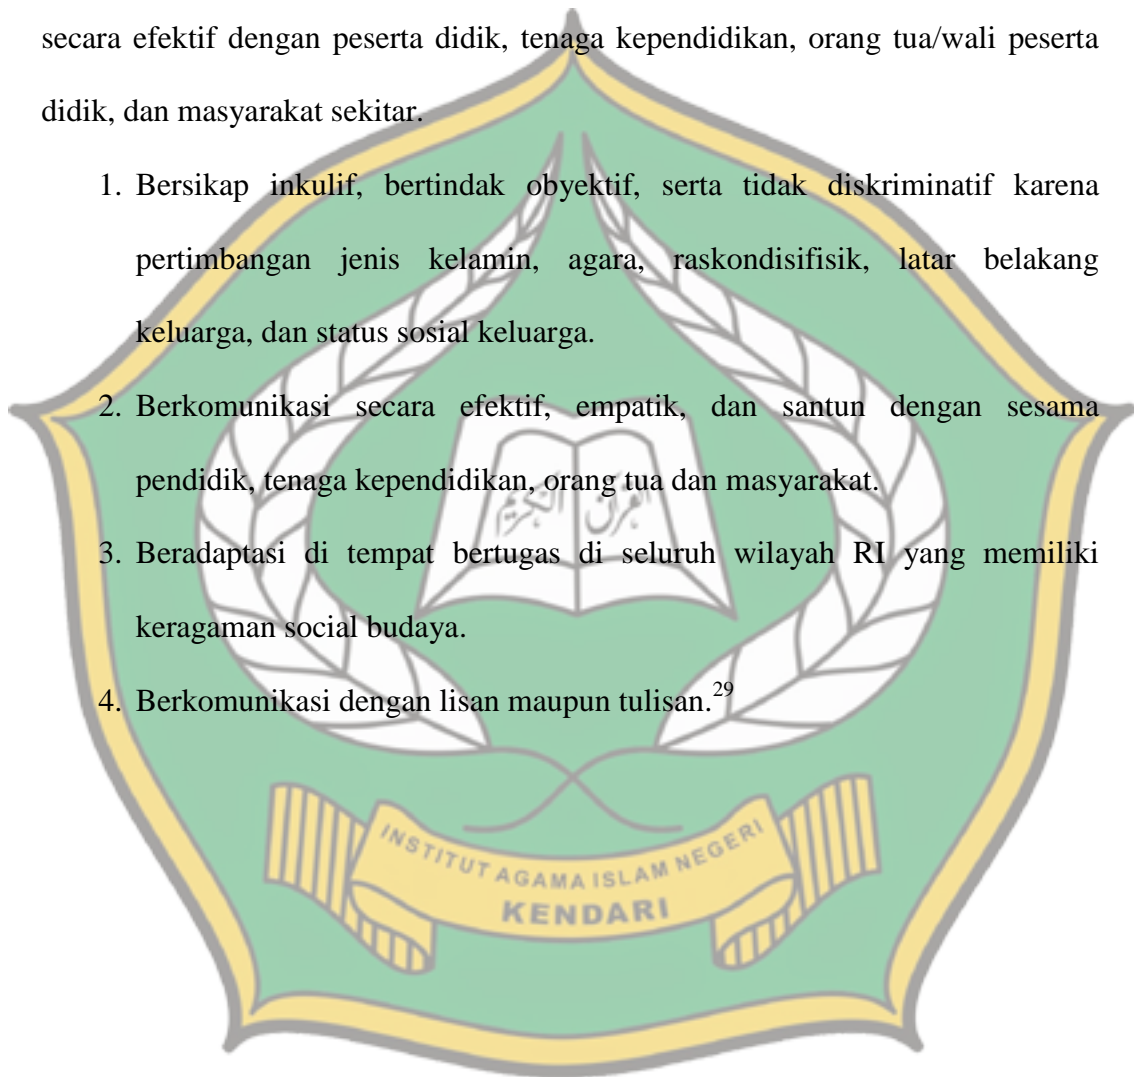 secara efektif dengan peserta didik, tenaga kependidikan, orang tua/wali peserta
didik, dan masyarakat sekitar.
1. Bersikap inkulif, bertindak obyektif, serta tidak diskriminatif karena
pertimbangan jenis kelamin, agara, raskondisifisik, latar belakang
keluarga, dan status sosial keluarga.
2. Berkomunikasi secara efektif, empatik, dan santun dengan sesama
pendidik, tenaga kependidikan, orang tua dan masyarakat.
القرآن الكريم
3. Beradaptasi di tempat bertugas di seluruh wilayah RI yang memiliki
keragaman social budaya.
4. Berkomunikasi dengan lisan maupun tulisan.29
INSTITUT AGAMA ISLAM NEGERI
KENDARI